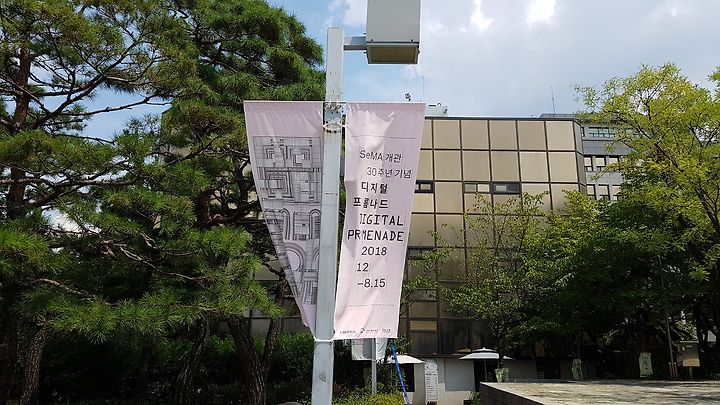 SeMA 개관
30주년 기념
디지털
프롬나드
DIGITAL
PROMENADE
2018
.12
-8.15